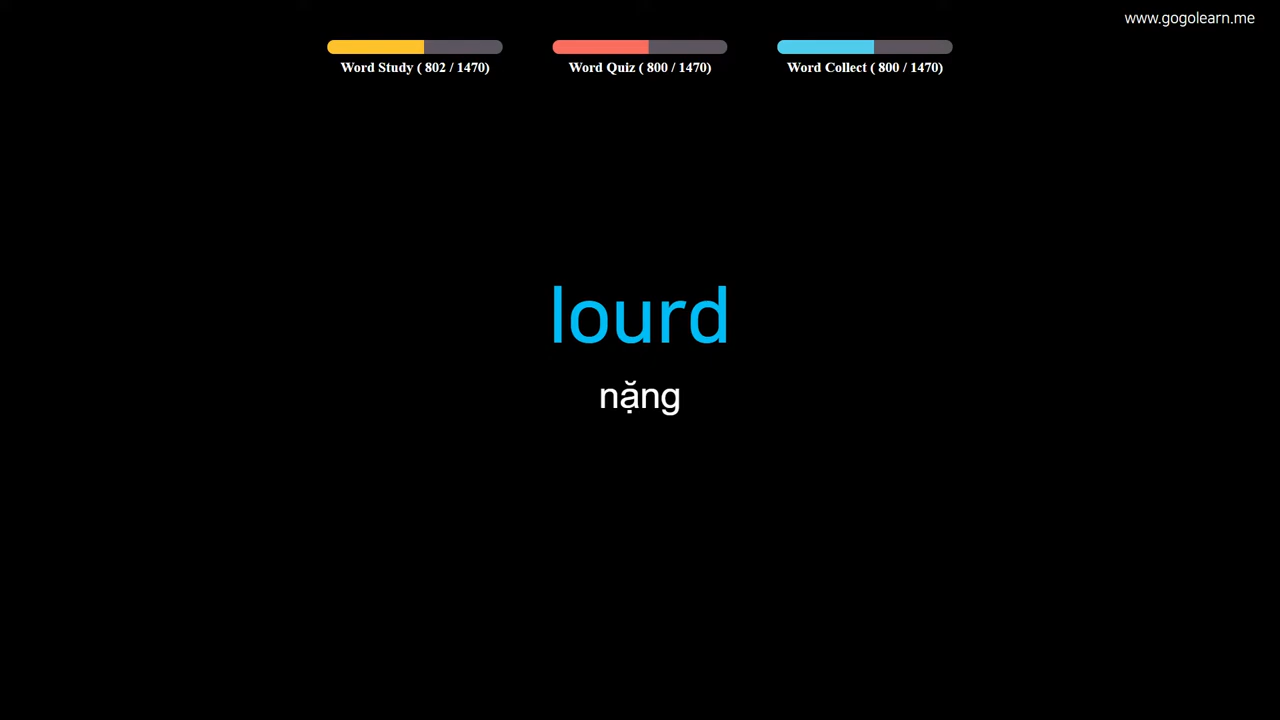 www.gogolearn.me
Word Study ( 802 / 1470)
Word Quiz ( 800 / 1470)
Word Collect ( 800 / 1470)
lourd
nặng